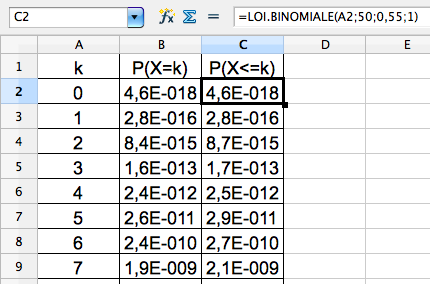 C2 =LOI.BINOMIALE(A2;50;0,55;1)
A B C D E
1 k P(X=k) P(X<=k)
2 0 4,6E-018 4,6E-018
3 1 2,8E-016 2,8E-016
4 2 8,4E-015 8,7E-015
5 3 1,6E-013 1,7E-013
6 4 2,4E-012 2,5E-012
7 5 2,6E-011 2,9E-011
8 6 2,4E-010 2,7E-010
9 7 1,9E-009 2,1E-009